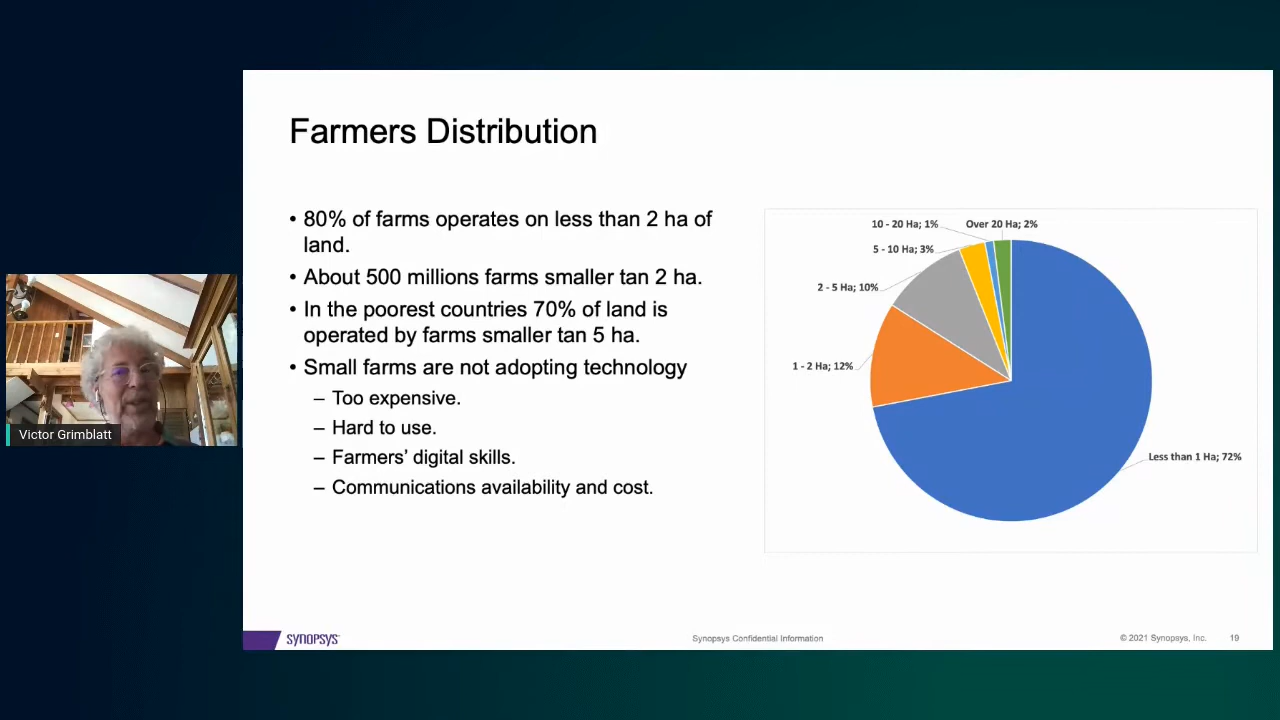 Farmers Distribution
• 80% of farms operates on less than 2 ha of
land.
• About 500 millions farms smaller tan 2 ha.
• In the poorest countries 70% of land is
operated by farms smaller tan 5 ha.
• Small farms are not adopting technology
– Too expensive.
– Hard to use.
– Farmers’ digital skills.
– Communications availability and cost.
10 - 20 Ha; 1%
Over 20 Ha; 2%
5 - 10 Ha; 3%
2 - 5 Ha; 10%
1 - 2 Ha; 12%
Less than 1 Ha; 72%
Victor Grimblatt
SYNOPSYS
Synopsys Confidential Information
© 2021 Synopsys, Inc.
19